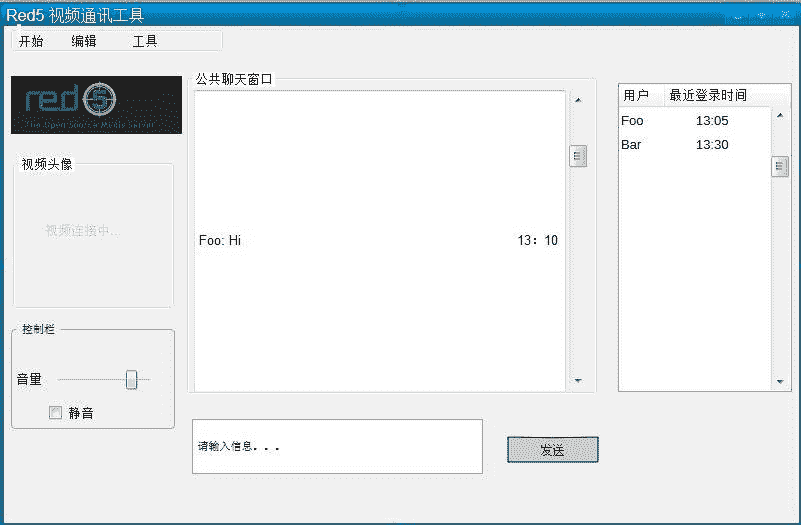 Red5 视频通讯工具
开始 编辑 工具
red5
The Open Source Media Server
视频头像
视频连接中...
控制栏
音量
静音
公共聊天窗口
Foo: Hi 13：10
请输入信息...
发送
用户 最近登录时间
Foo 13:05
Bar 13:30